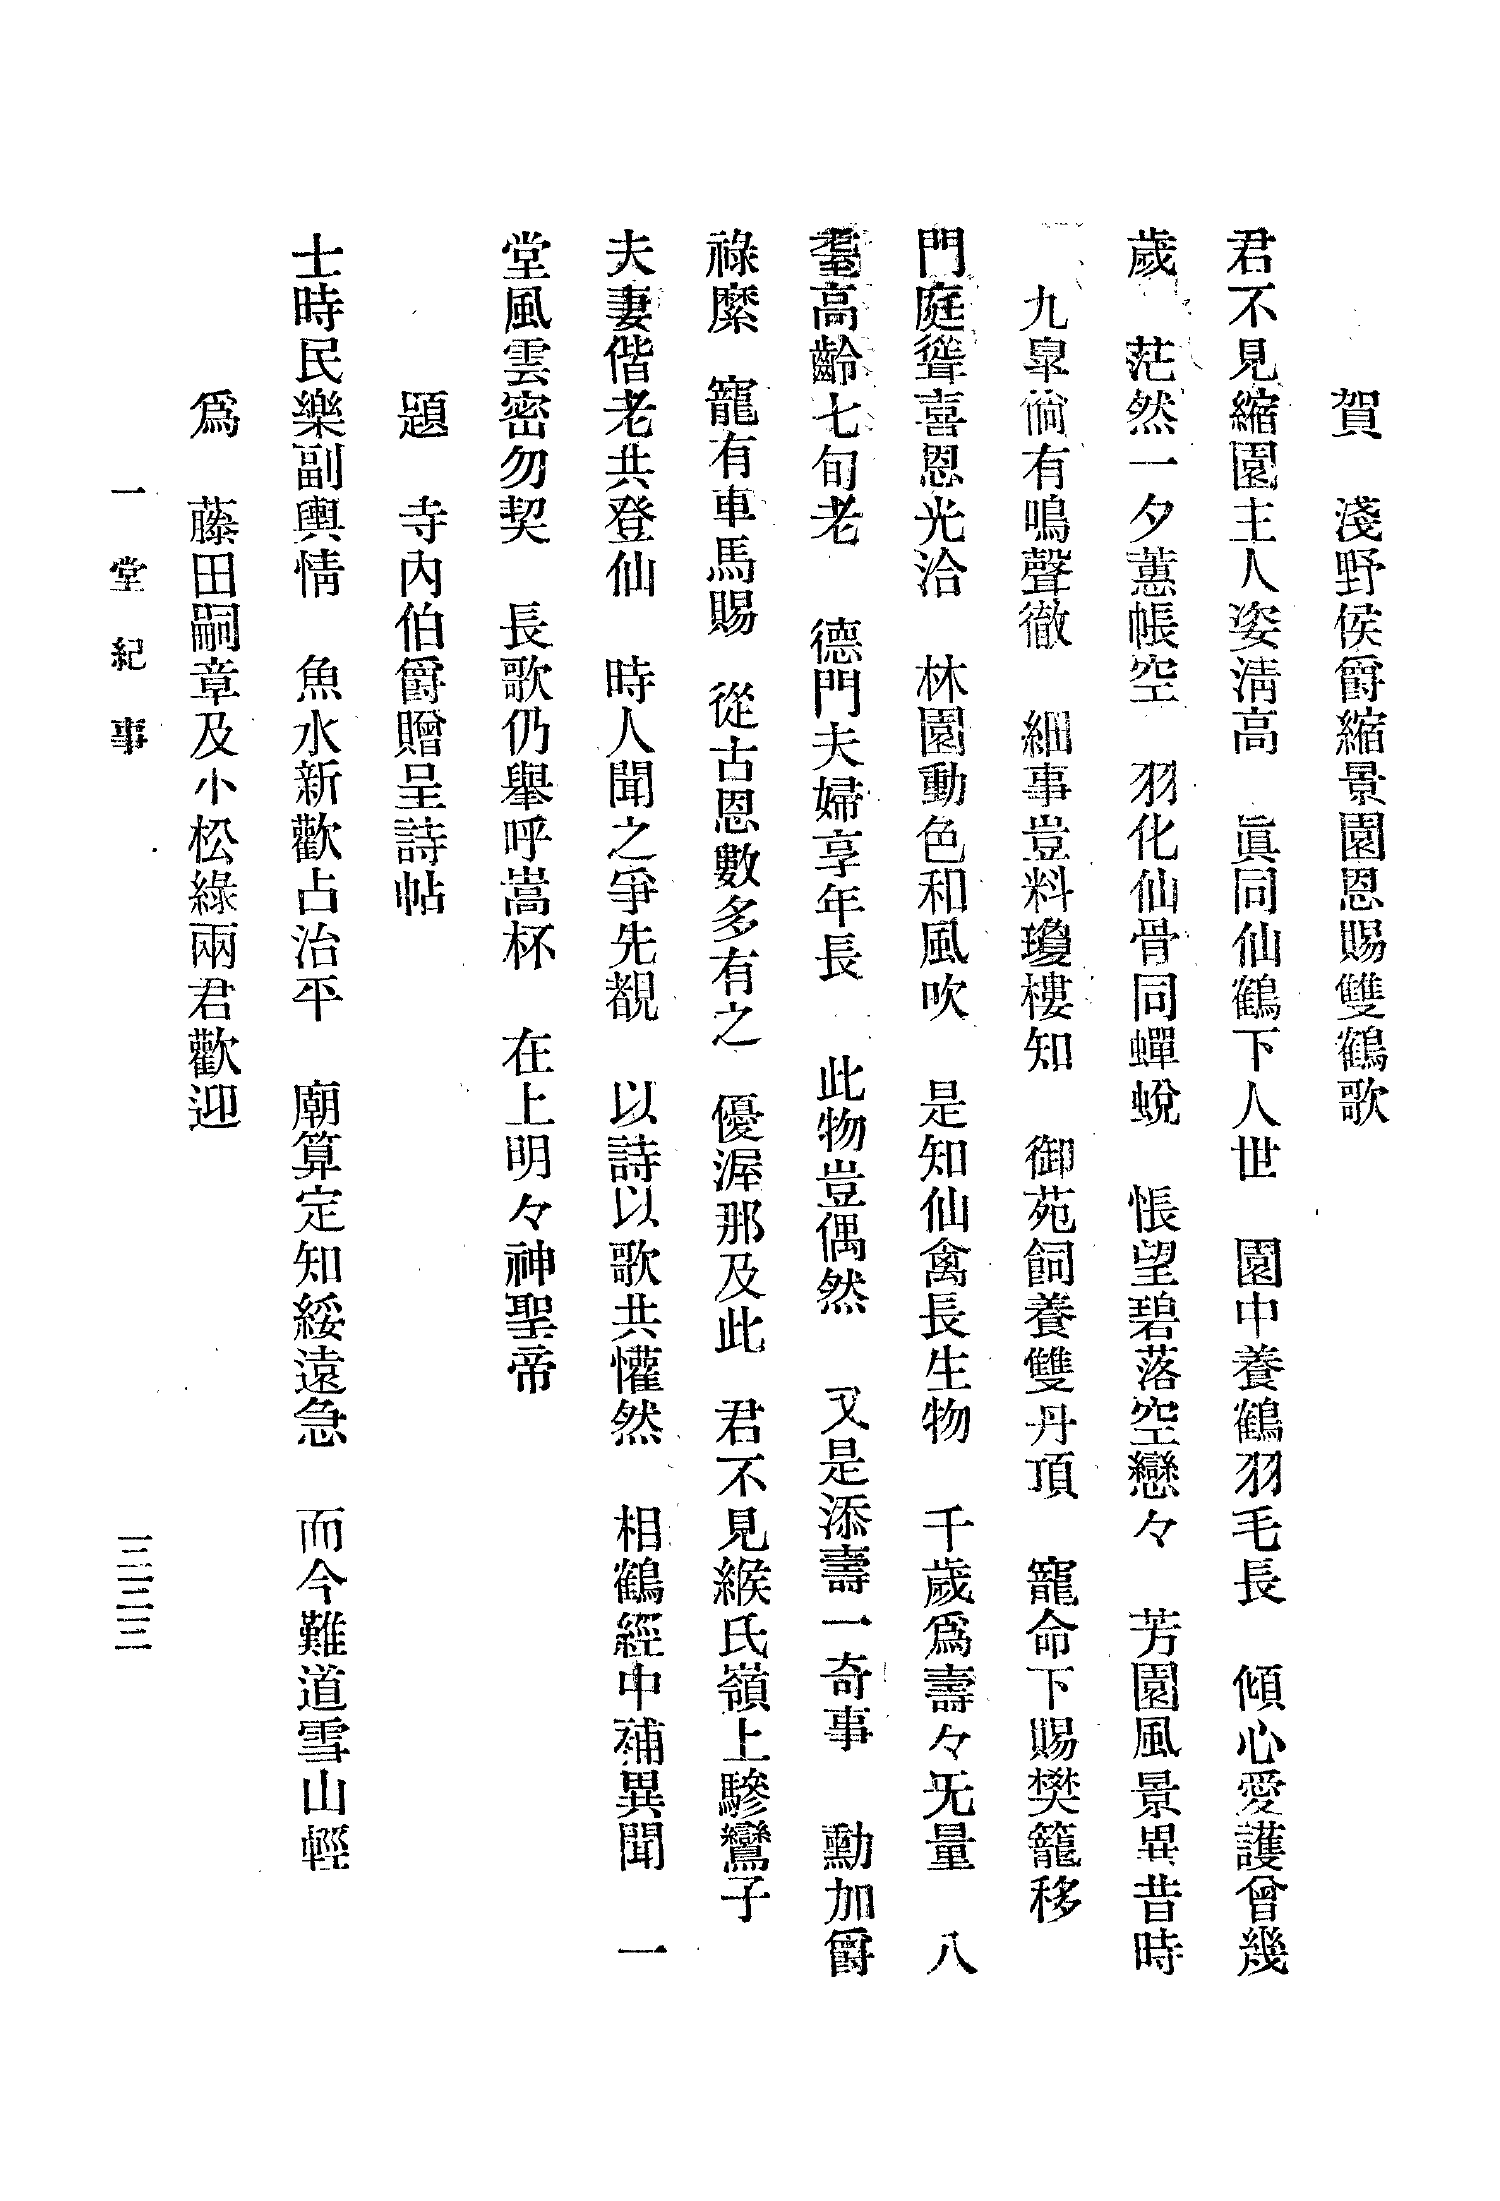 賀　淺野侯爵縮景園恩賜雙鶴歌
君不見縮園主人姿淸高　眞同仙鶴下人世　園中養鶴羽毛長　傾心愛護曾幾
歲　茫然一夕蕙帳空　羽化仙骨同蟬蛻　悵望碧落空戀々　芳園風景異昔時
九皐倘有鳴聲徹　細事豈料瓊樓知　御苑飼養雙丹頂　寵命下賜樊籠移
門庭聳喜恩光洽　林園動色和風吹　是知仙禽長生物　千歲爲壽々无量　八
耄高齡七旬老　德門夫婦享年長　此物豈偶然　又是添壽一奇事　勳加爵
祿縻　寵有車馬賜　從古恩數多有之　優渥那及此　君不見緱氏嶺上驂鸞子
夫妻偕老共登仙　時人聞之爭先覩　以詩以歌共懽然　相鶴經中補異聞　一
堂風雲密勿契　長歌仍舉呼嵩杯　在上明々神聖帝
題　寺內伯爵贈呈詩帖
士時民樂副輿情　魚水新歡占治平　廟算定知綏遠急　而今難道雪山輕
爲　藤田嗣章及小松綠兩君歡迎
一堂紀事
三三三